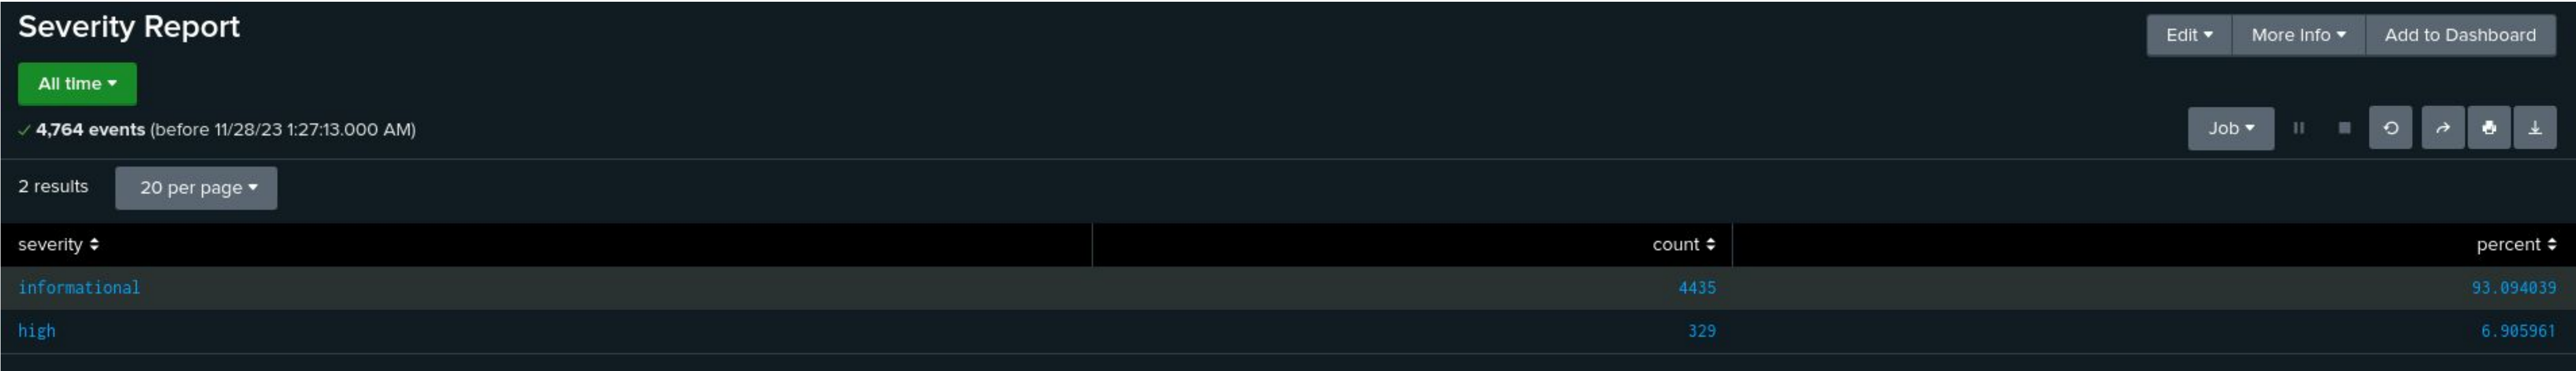 Severity Report
Edit More Info Add to Dashboard
All time
4,764 events (before 11/28/23 1:27:13.000 AM)
Job
2 results 20 per page
severity count percent
informational 4435 93.094039
high 329 6.905961